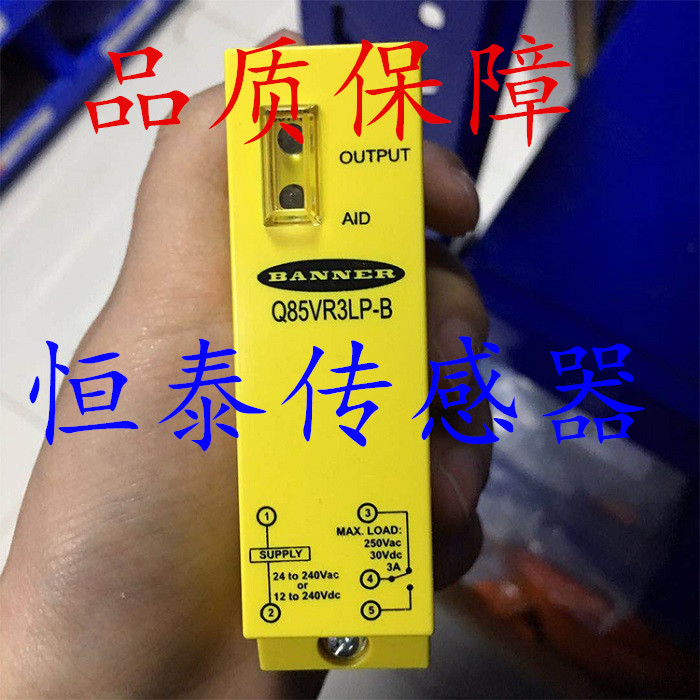 品质保障
OUTPUT
AID
BANNER
Q85VR3LP-B
恒泰传感器
1
SUPPLY
24 to 240Vac
or
12 to 240Vdc
2
3
MAX. LOAD:
250Vac
30Vdc
3A
4
5